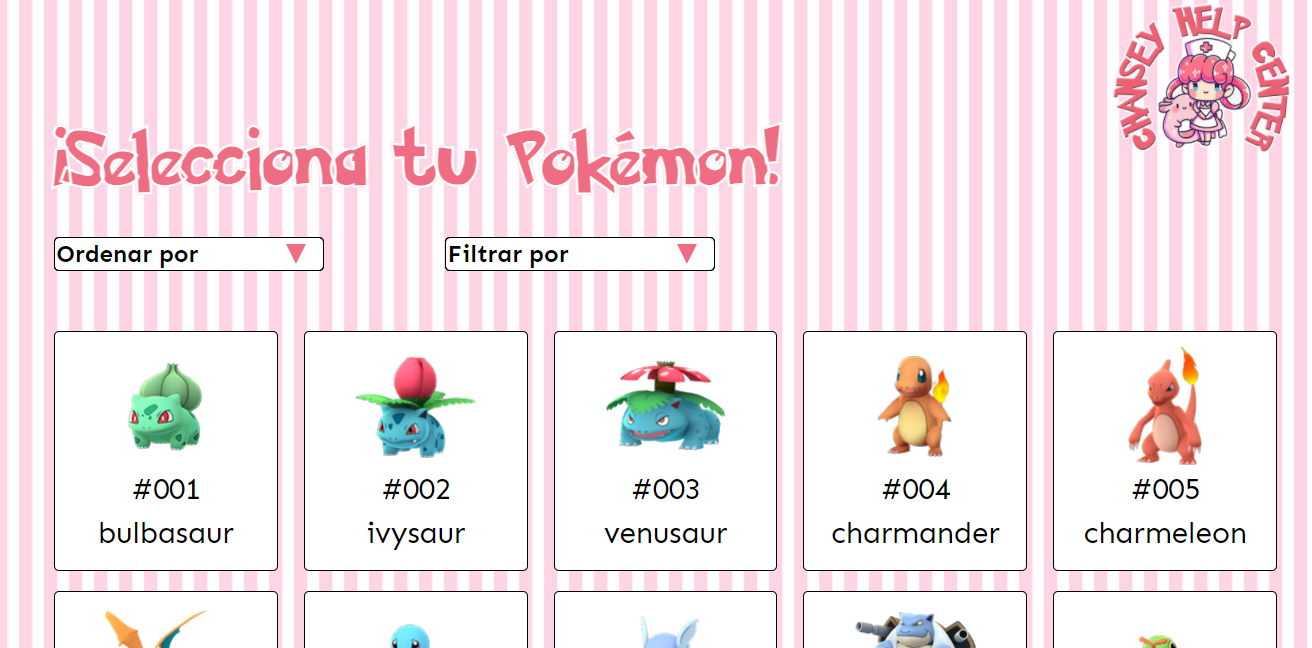 CHANSEY HELP CENTER
¡Selecciona tu Pokémon!
Ordenar por
Filtrar por
#001
bulbasaur
#002
ivysaur
#003
venusaur
#004
charmander
#005
charmeleon